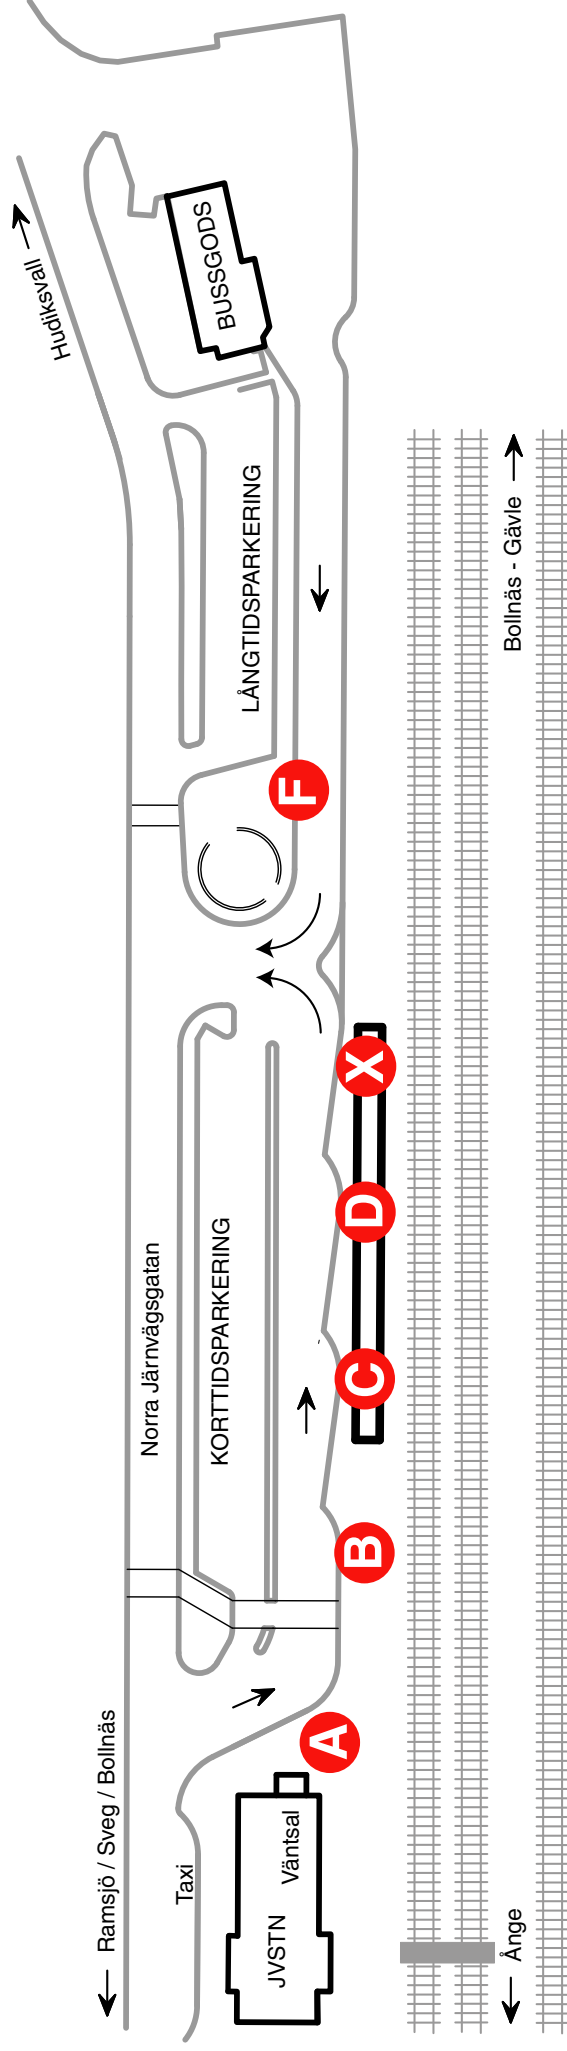 Hudiksvall
BUSSGODS
LÅNGTIDSPARKERING
Bollnäs - Gävle
F
X
D
Norra Järnvägsgatan
KORTTIDSPARKERING
C
B
A
Ramsjö / Sveg / Bollnäs
Taxi
Väntsal
JVSTN
Ånge